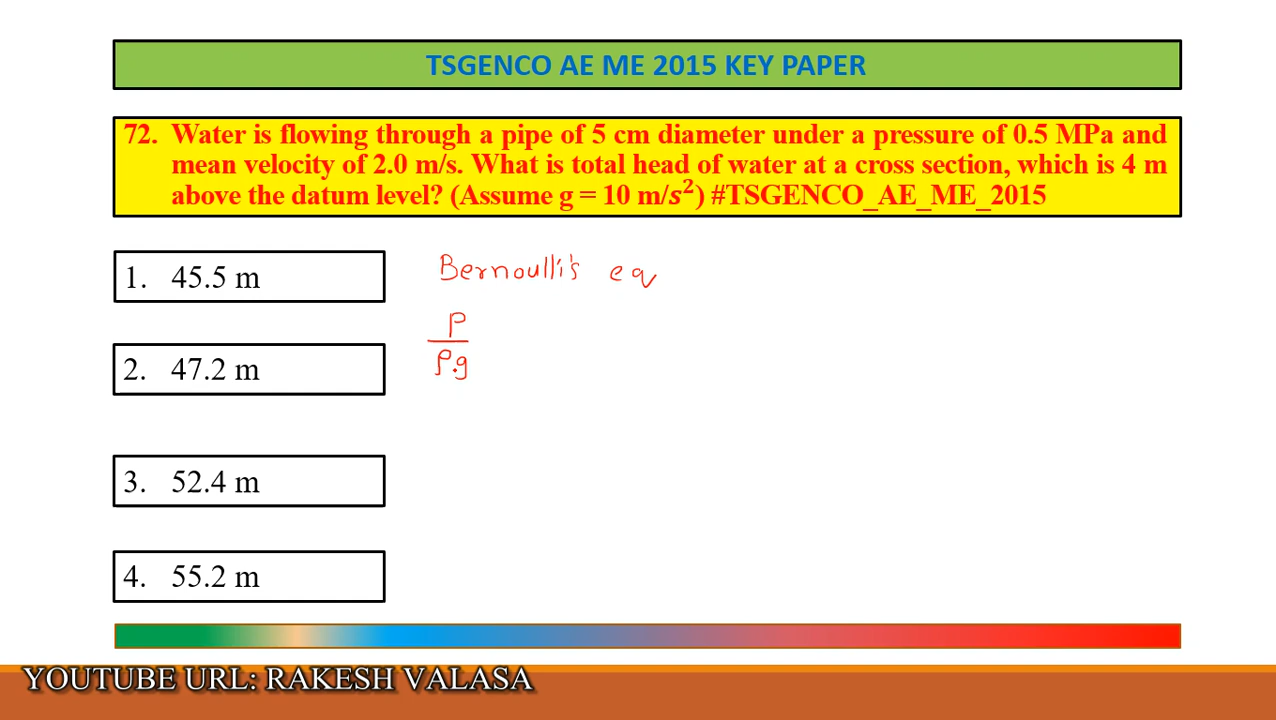 TSGENCO AE ME 2015 KEY PAPER
72. Water is flowing through a pipe of 5 cm diameter under a pressure of 0.5 MPa and
mean velocity of 2.0 m/s. What is total head of water at a cross section, which is 4 m
above the datum level? (Assume g = 10 m/s²) #TSGENCO_AE_ME_2015
1. 45.5 m
Bernoulli's eq
P
ρ.g
2. 47.2 m
3. 52.4 m
4. 55.2 m
YOUTUBE URL: RAKESH VALASA